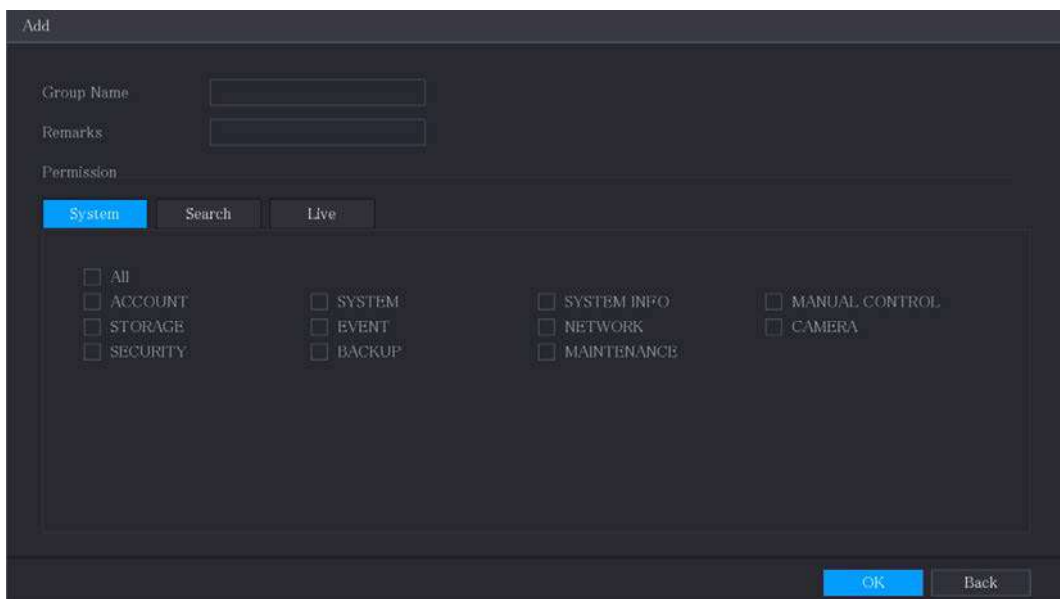 Add
Group Name
Remarks
Permission
System Search Live
All
ACCOUNT SYSTEM SYSTEM INFO MANUAL CONTROL
STORAGE EVENT NETWORK CAMERA
SECURITY BACKUP MAINTENANCE
OK Back